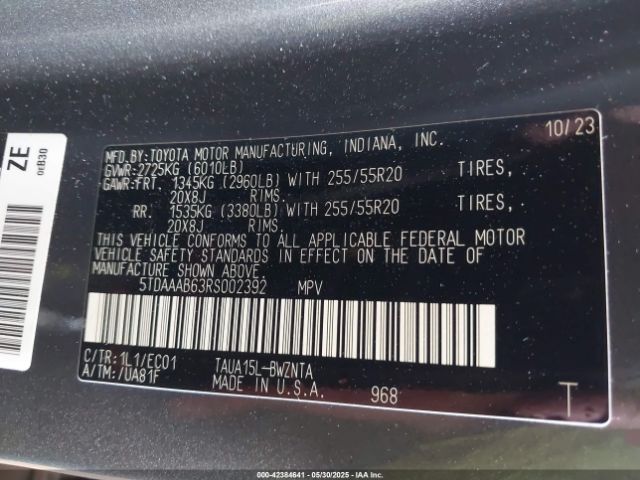 ZE
0EB30
MFD.BY:TOYOTA MOTOR MANUFACTURING, INDIANA, INC. 10/23
GVWR:2725KG (6010LB)
GAWR:FRT. 1345KG (2960LB) WITH 255/55R20 TIRES,
20X8J RIMS.
RR. 1535KG (3380LB) WITH 255/55R20 TIRES,
20X8J RIMS.
THIS VEHICLE CONFORMS TO ALL APPLICABLE FEDERAL MOTOR
VEHICLE SAFETY STANDARDS IN EFFECT ON THE DATE OF
MANUFACTURE SHOWN ABOVE.
5TDAAAB63RS002392 MPV
C/TR:1L1/EC01 TAUA15L-BWZNTA
A/TM:/UA81F MADE IN U.S.A. 968 T
000-42384641 - 05/30/2025 - IAA, Inc.